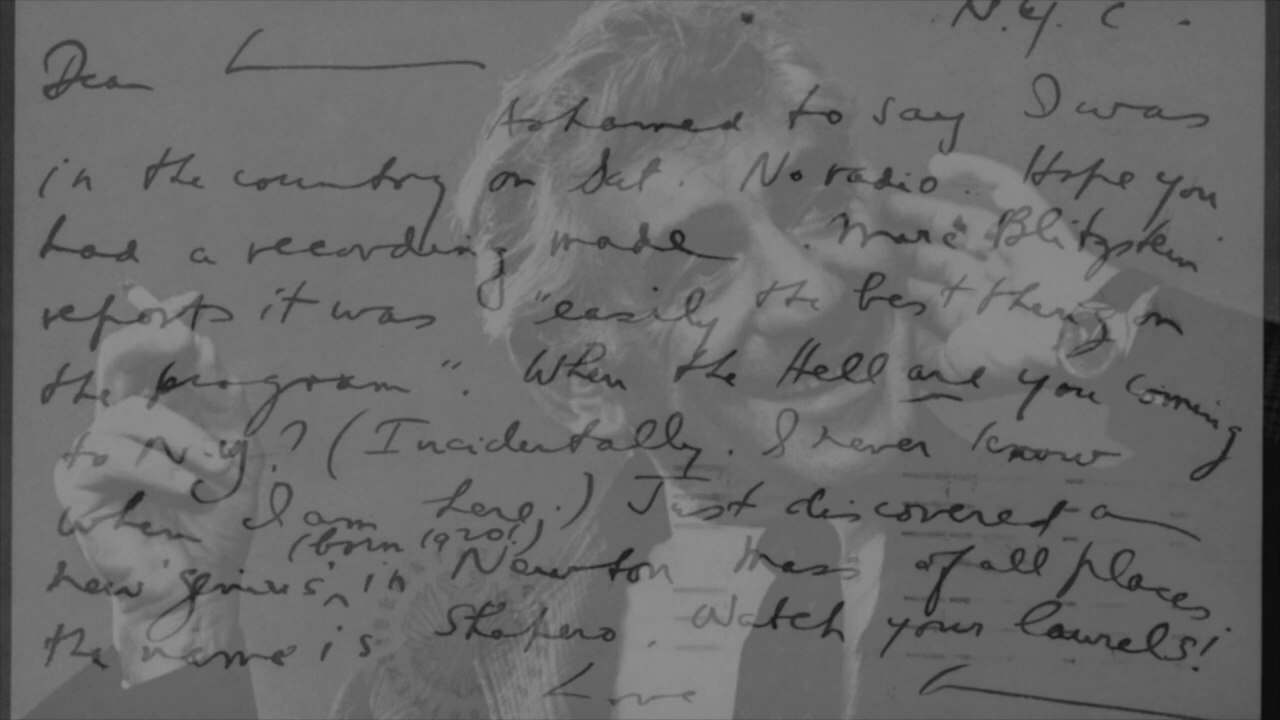 N.Y.C.
Dear L
Ashamed to say I was
in the country on Sat. No radio. Hope you
had a recording made. Marc Blitzstein
reports it was "easily the best thing on
the program". When the Hell are you coming
to N.Y.? (Incidentally. I never know
when I am here.) Just discovered a
(born 1920!)
new 'genius' ^ in Newton Mass of all places
the name is Shapero. Watch your laurels!
Love